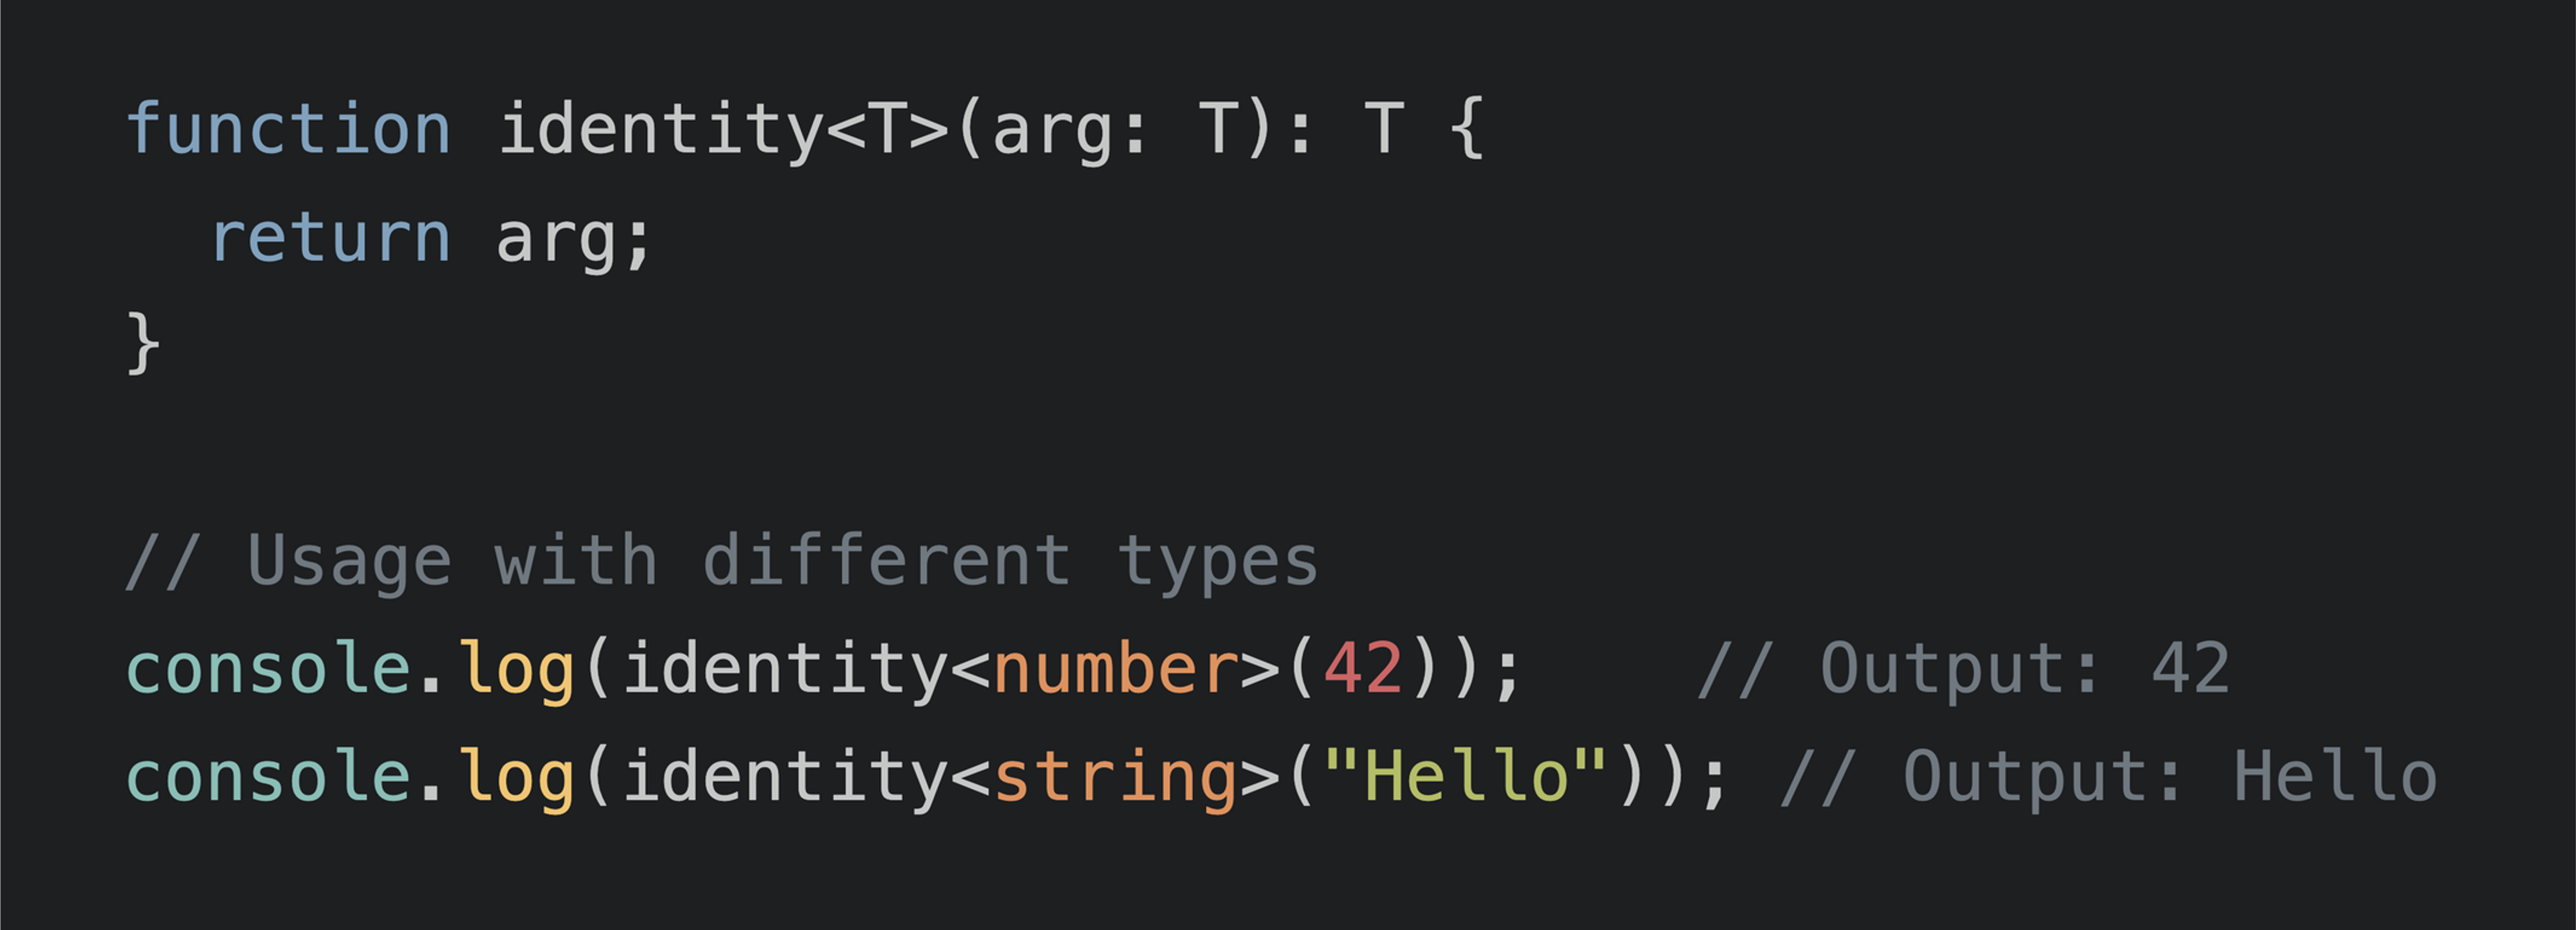 function identity<T>(arg: T): T {
  return arg;
}

// Usage with different types
console.log(identity<number>(42));    // Output: 42
console.log(identity<string>("Hello")); // Output: Hello